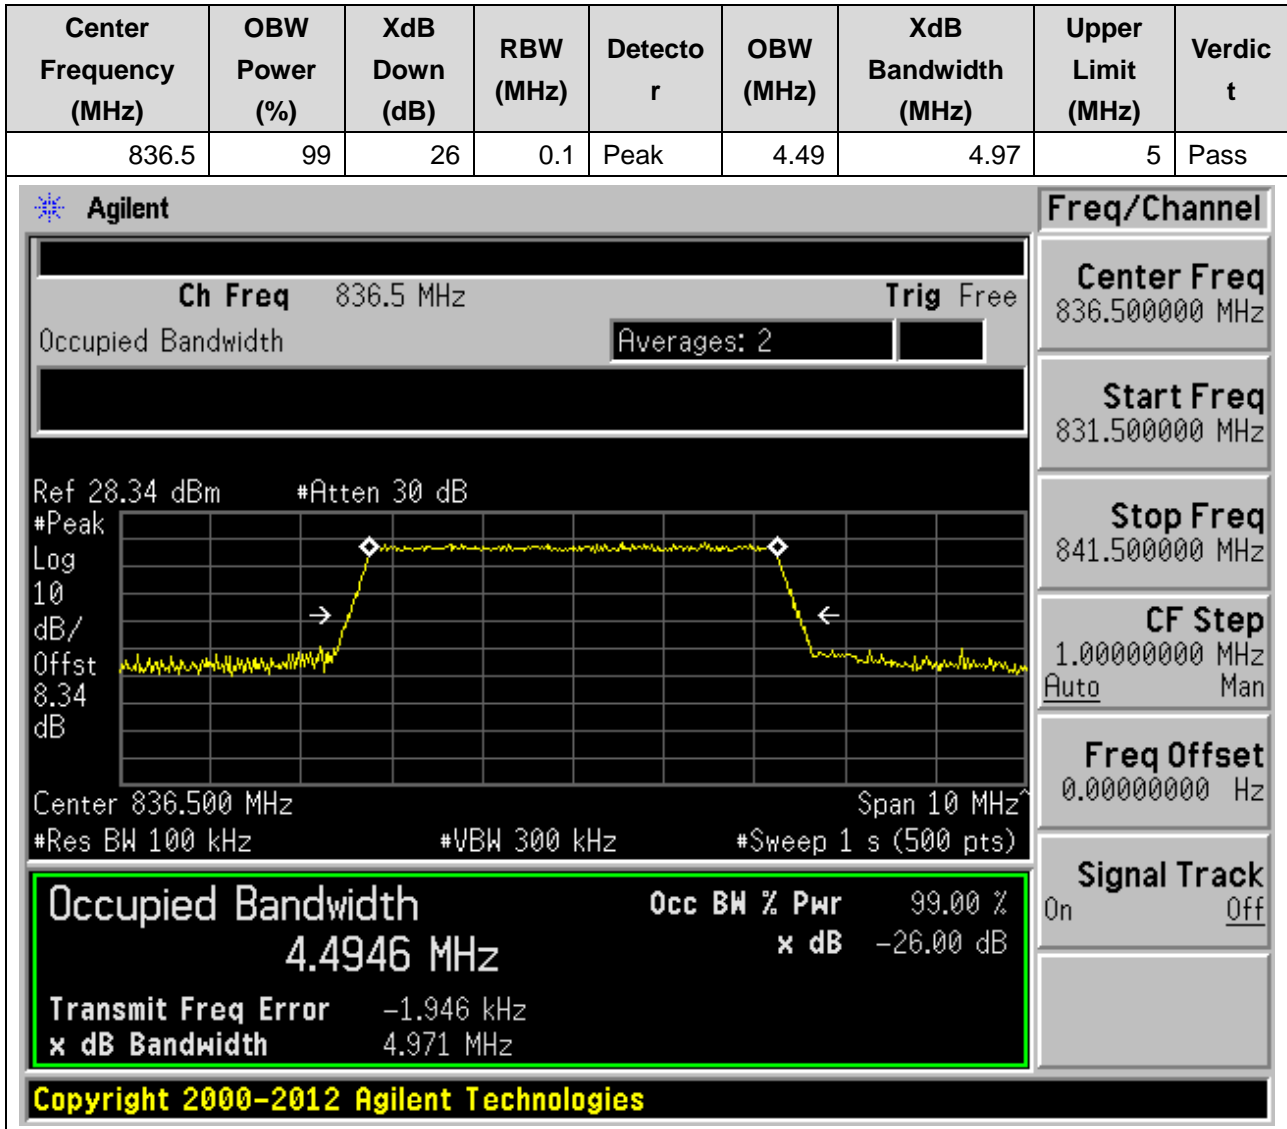 Center Frequency (MHz) OBW Power (%) XdB Down (dB) RBW (MHz) Detecto r OBW (MHz) XdB Bandwidth (MHz) Upper Limit (MHz) Verdic t
836.5 99 26 0.1 Peak 4.49 4.97 5 Pass
Agilent
Freq/Channel
Ch Freq 836.5 MHz Trig Free
Occupied Bandwidth Averages: 2
Ref 28.34 dBm #Atten 30 dB
#Peak
Log
10
dB/
Offst
8.34
dB
Center 836.500 MHz Span 10 MHz^
#Res BW 100 kHz #VBW 300 kHz #Sweep 1 s (500 pts)
Occupied Bandwidth Occ BW % Pwr 99.00 %
4.4946 MHz x dB -26.00 dB
Transmit Freq Error -1.946 kHz
x dB Bandwidth 4.971 MHz
Copyright 2000-2012 Agilent Technologies
Center Freq
836.500000 MHz
Start Freq
831.500000 MHz
Stop Freq
841.500000 MHz
CF Step
1.00000000 MHz
Auto Man
Freq Offset
0.00000000 Hz
Signal Track
On Off